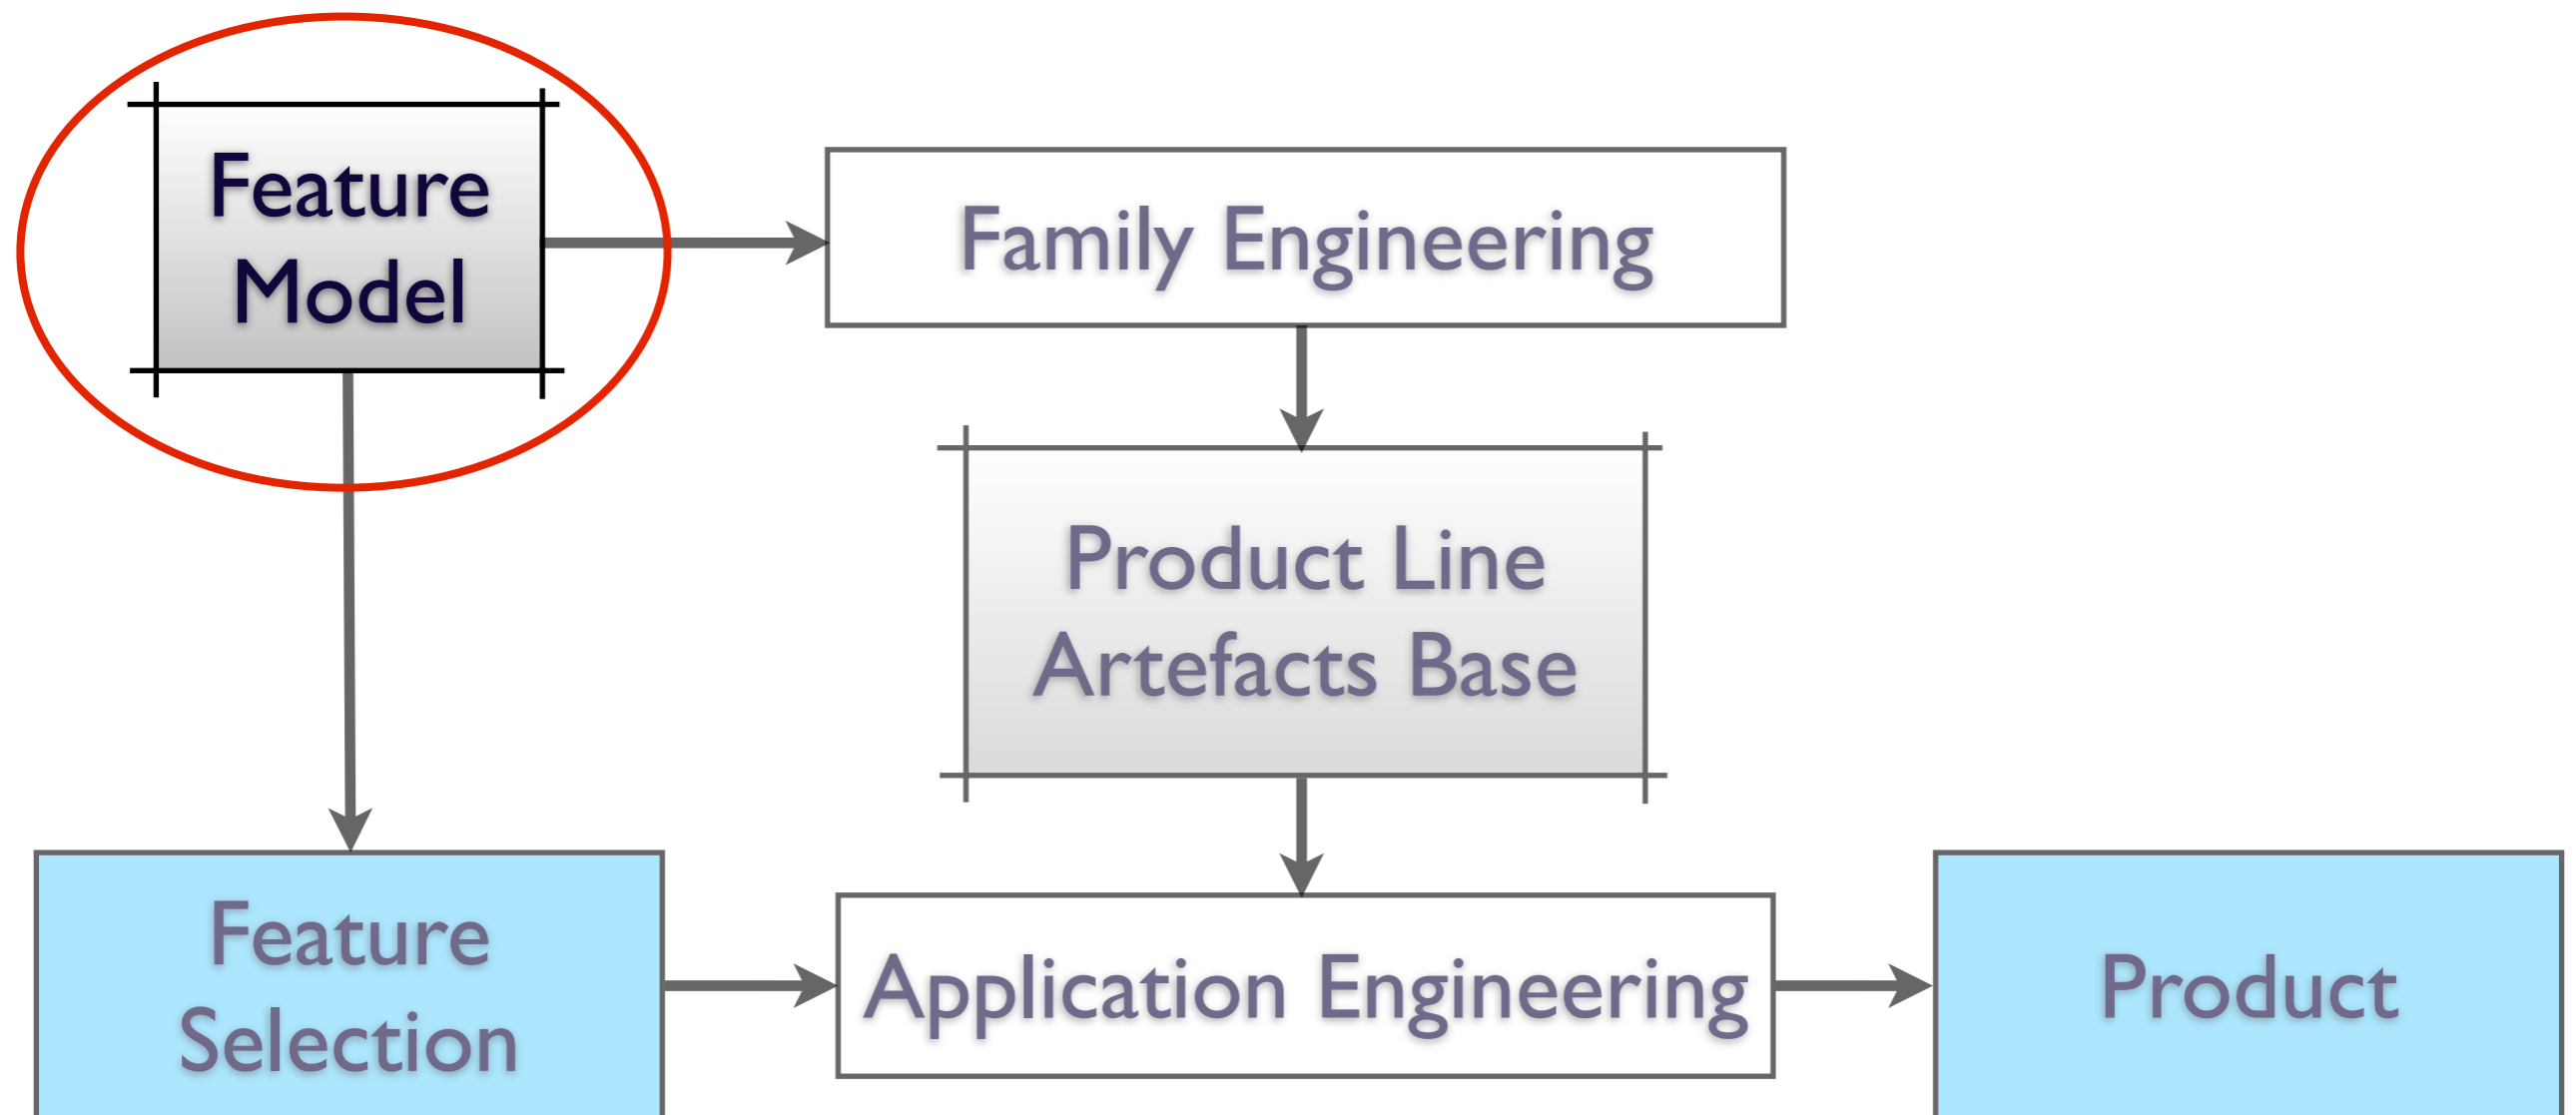 Feature
Model
Family Engineering
Product Line
Artefacts Base
Feature
Selection
Application Engineering
Product